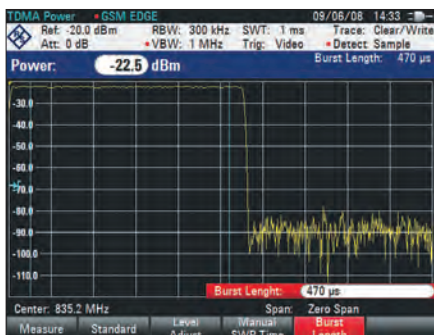 TDMA Power •GSM EDGE 09/06/08 14:33
Ref: -20.0 dBm RBW: 300 kHz SWT: 1 ms Trace: Clear/Write
Att: 0 dB •VBW: 1 MHz Trig: Video •Detect: Sample
Power: -22.5 dBm Burst Length: 470 µs
-30.0
-40.0
-50.0
-60.0
-70.0
-80.0
-90.0
-100.0
-110.0
Burst Lenght: 470 µs
Center: 835.2 MHz Span: Zero Span
Measure Standard Level Adjust Manual SWP Time Burst Length